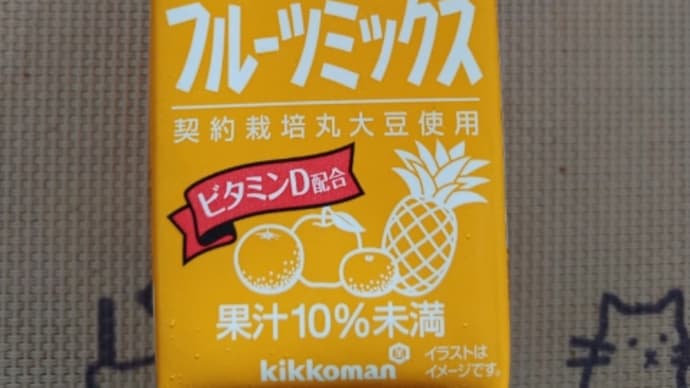 フルーツミックス
契約栽培丸大豆使用
ビタミンD配合
果汁10%未満
kikkoman
イラストは
イメージです。